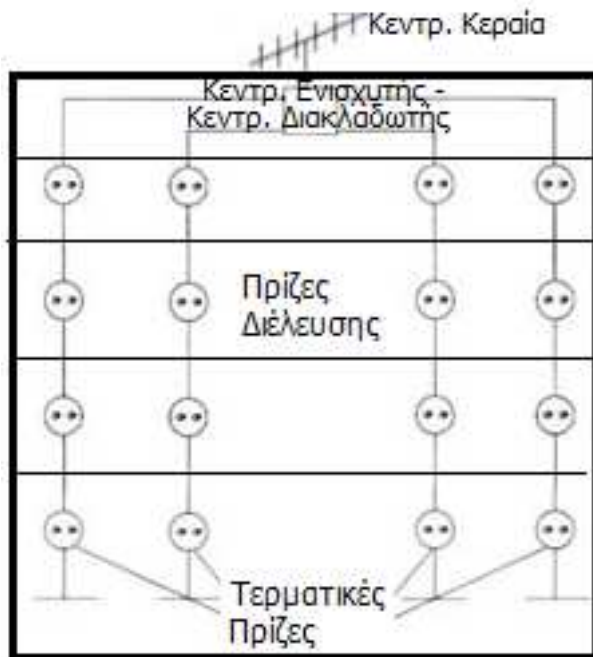 Κεντρ. Κεραία
Κεντρ. Ενισχυτής -
Κεντρ. Διακλαδωτής
Πρίζες
Διέλευσης
Τερματικές
Πρίζες